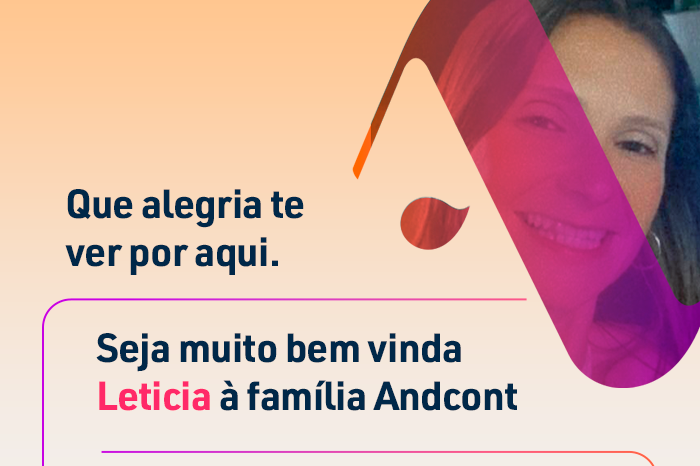 Que alegria te
ver por aqui.
Seja muito bem vinda
Leticia à família Andcont